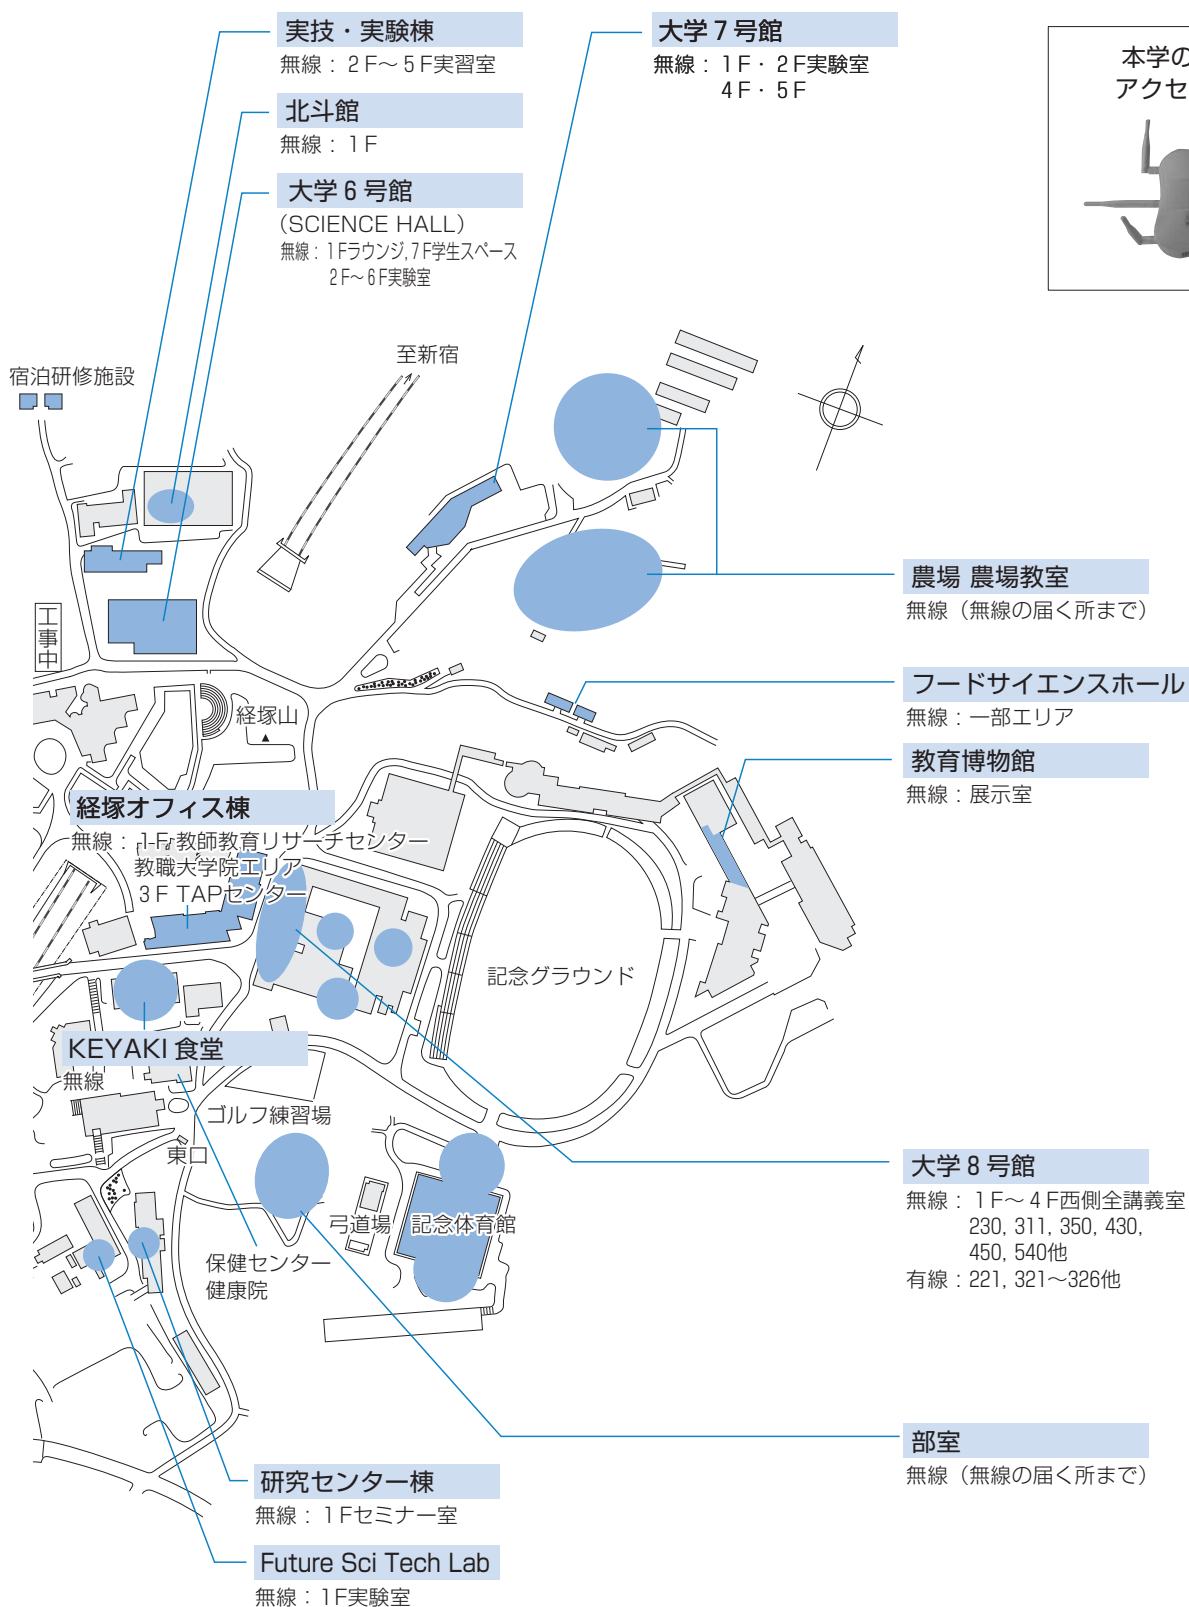 実技・実験棟
無線：2F～5F実習室
北斗館
無線：1F
大学6号館
(SCIENCE HALL)
無線：1Fラウンジ,7F学生スペース
2F～6F実験室
大学7号館
無線：1F・2F実験室
4F・5F
本学の
アクセ
至新宿
宿泊研修施設
工事中
経塚山
農場 農場教室
無線（無線の届く所まで）
フードサイエンスホール
無線：一部エリア
教育博物館
無線：展示室
経塚オフィス棟
無線：1F 教師教育リサーチセンター
教職大学院エリア
3F TAPセンター
記念グラウンド
KEYAKI 食堂
無線
ゴルフ練習場
東口
弓道場
記念体育館
保健センター
健康院
大学8号館
無線：1F～4F西側全講義室
230, 311, 350, 430,
450, 540他
有線：221, 321～326他
部室
無線（無線の届く所まで）
研究センター棟
無線：1Fセミナー室
Future Sci Tech Lab
無線：1F実験室